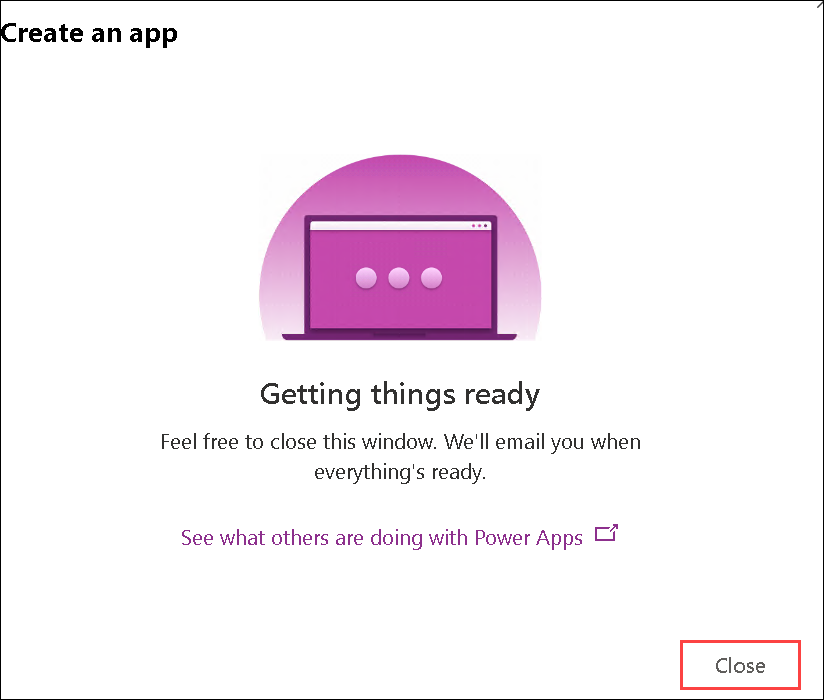 Create an app
Getting things ready
Feel free to close this window. We'll email you when
everything's ready.
See what others are doing with Power Apps
Close